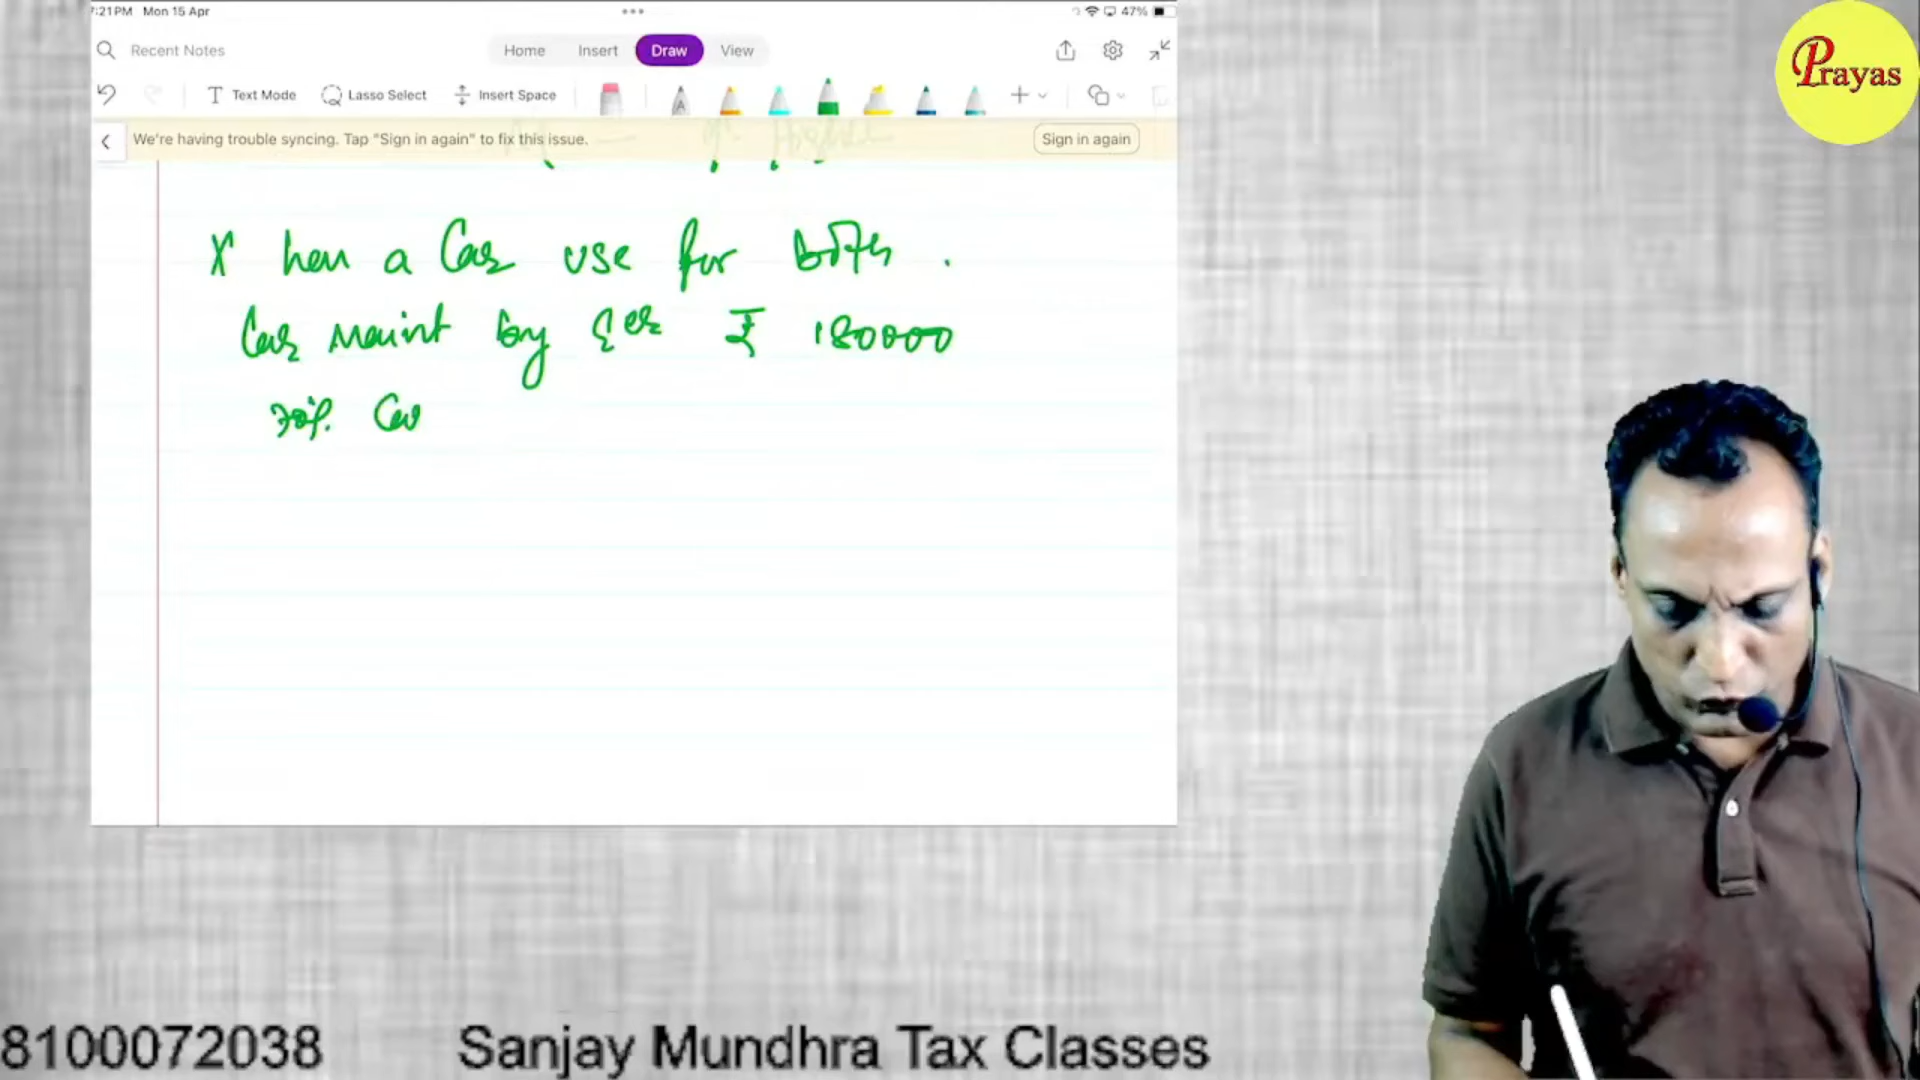 7:21PM Mon 15 Apr
47%
Recent Notes
Home Insert Draw View
Text Mode Lasso Select Insert Space
We're having trouble syncing. Tap "Sign in again" to fix this issue.
Sign in again
X has a Car use for both .
Car maint by Eer ₹ 180000
70%. Car
Prayas
8100072038 Sanjay Mundhra Tax Classes